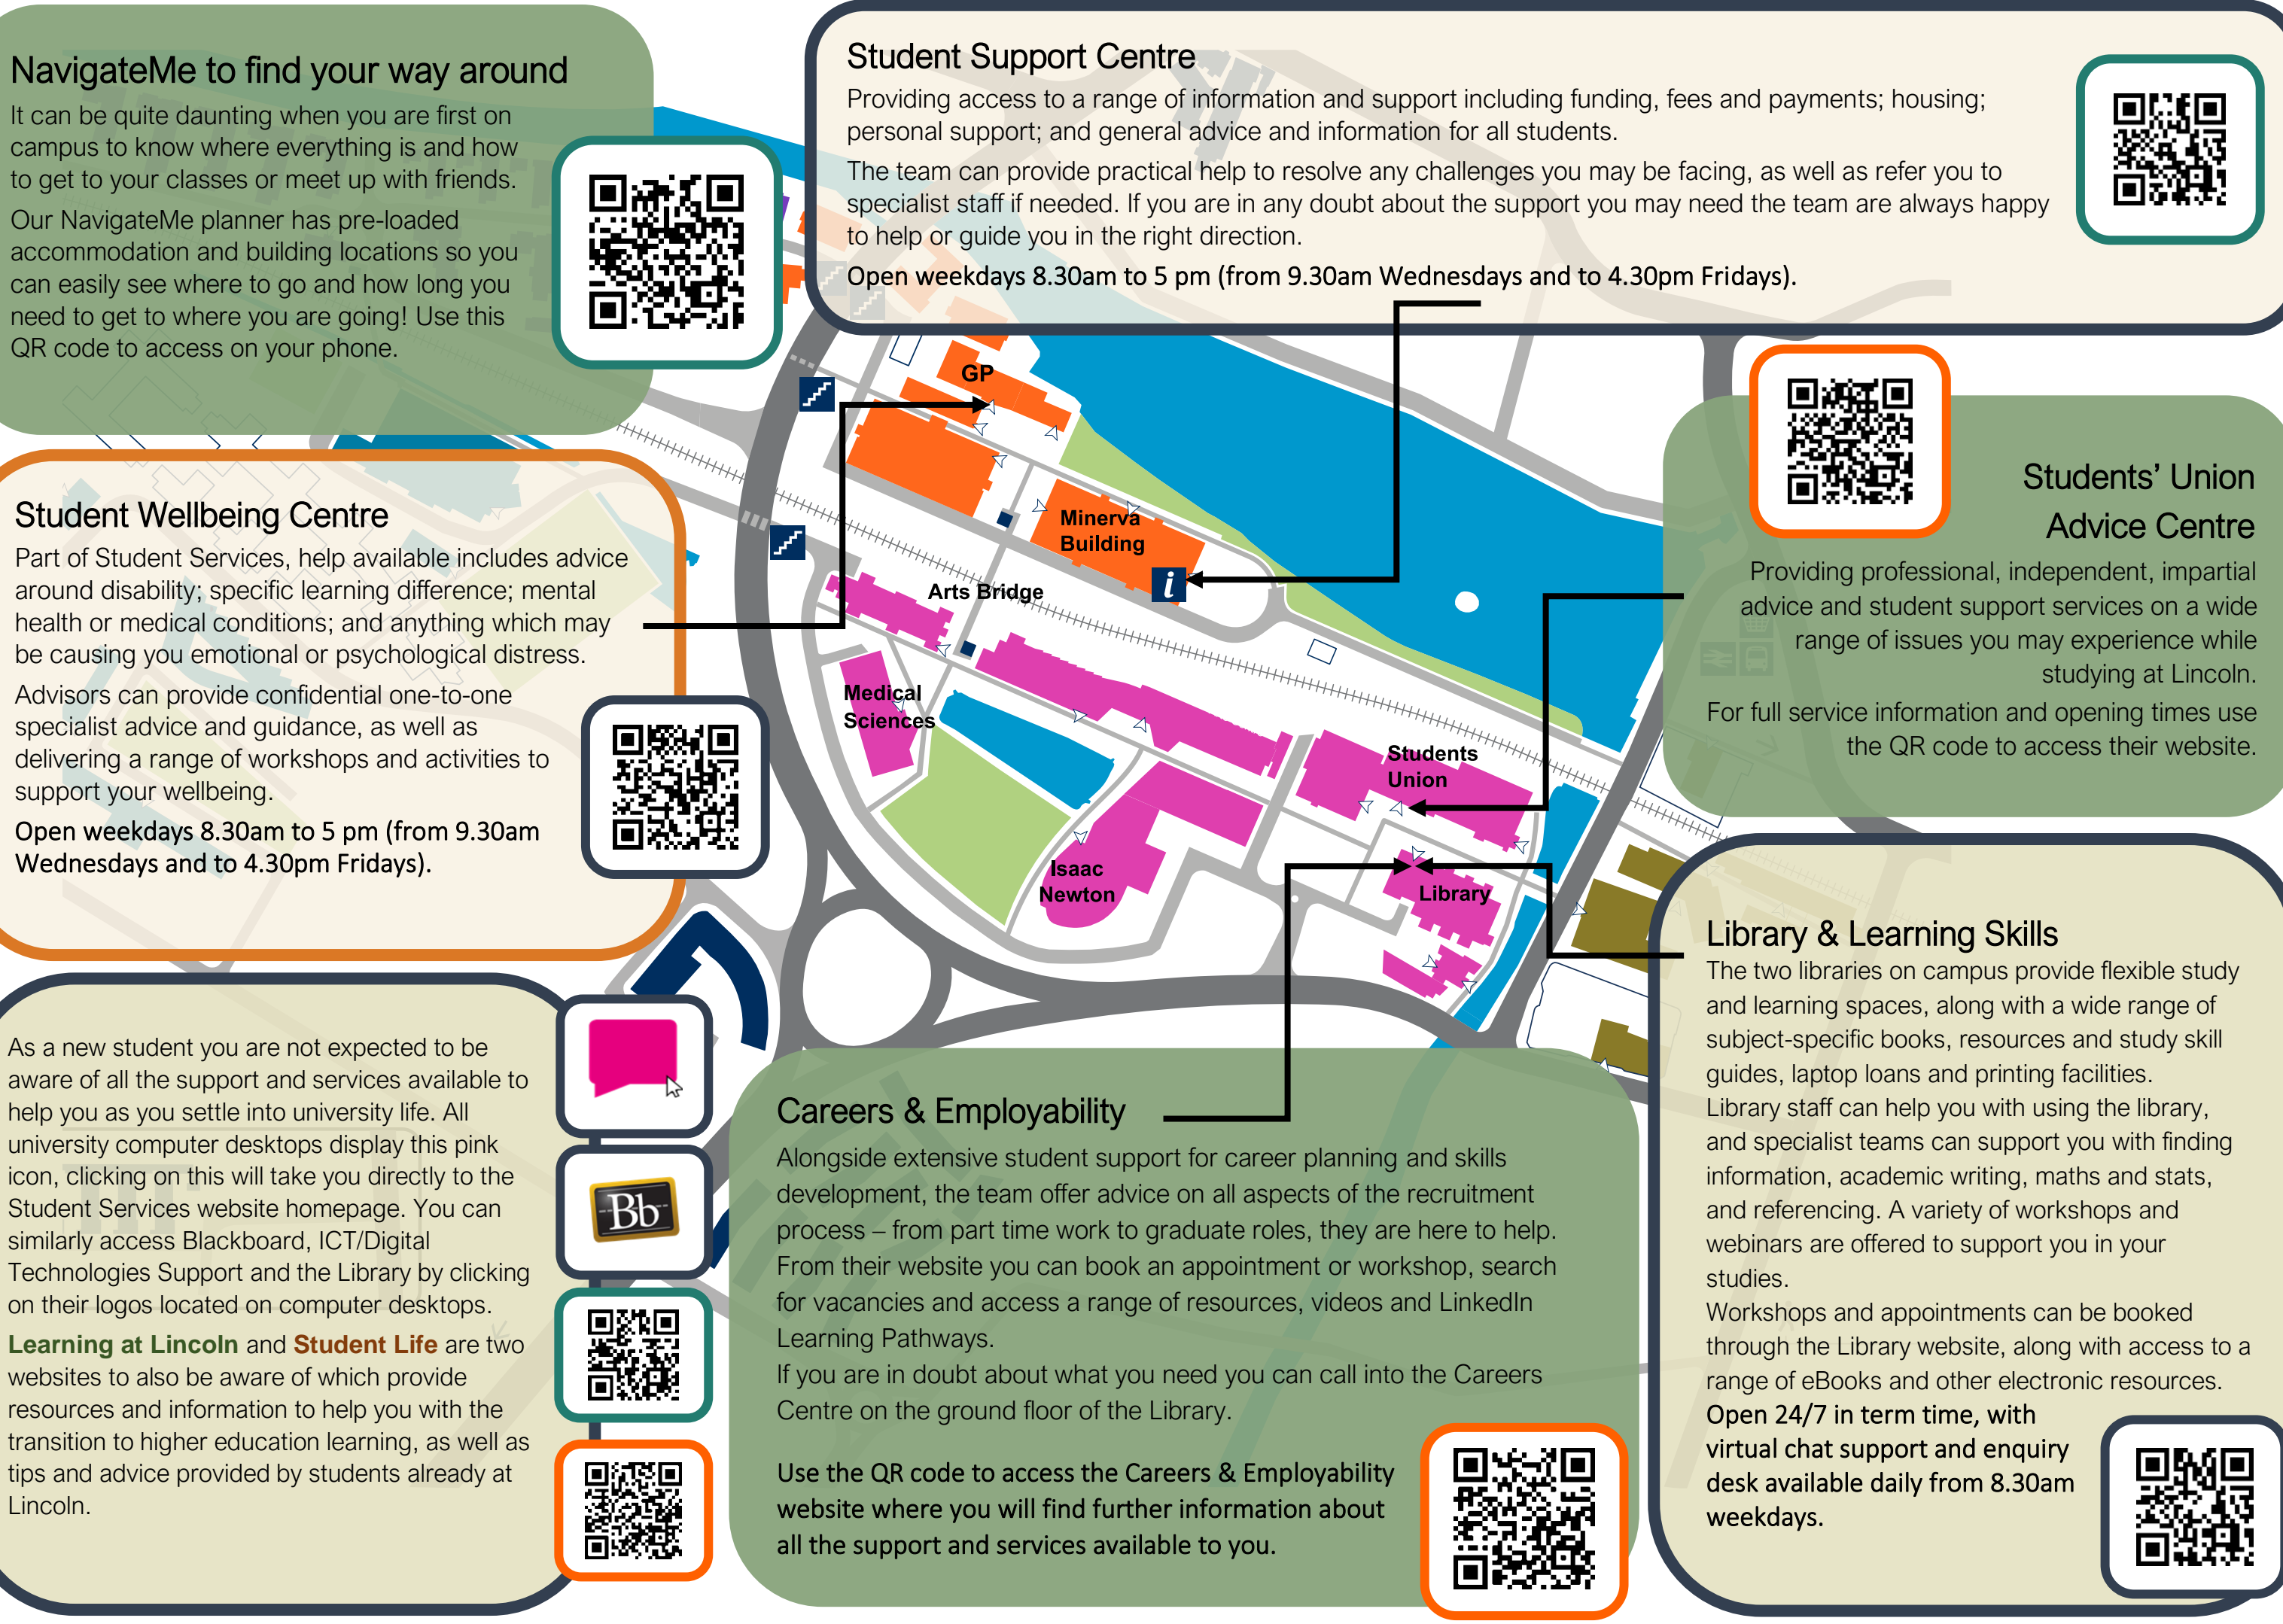 NavigateMe to find your way around
It can be quite daunting when you are first on
campus to know where everything is and how
to get to your classes or meet up with friends.
Our NavigateMe planner has pre-loaded
accommodation and building locations so you
can easily see where to go and how long you
need to get to where you are going! Use this
QR code to access on your phone.
Student Support Centre
Providing access to a range of information and support including funding, fees and payments; housing;
personal support; and general advice and information for all students.
The team can provide practical help to resolve any challenges you may be facing, as well as refer you to
specialist staff if needed. If you are in any doubt about the support you may need the team are always happy
to help or guide you in the right direction.
Open weekdays 8.30am to 5 pm (from 9.30am Wednesdays and to 4.30pm Fridays).
Student Wellbeing Centre
Part of Student Services, help available includes advice
around disability; specific learning difference; mental
health or medical conditions; and anything which may
be causing you emotional or psychological distress.
Advisors can provide confidential one-to-one
specialist advice and guidance, as well as
delivering a range of workshops and activities to
support your wellbeing.
Open weekdays 8.30am to 5 pm (from 9.30am
Wednesdays and to 4.30pm Fridays).
GP
Minerva
Building
i
Arts Bridge
Medical
Sciences
Students
Union
Isaac
Newton
Library
Students' Union
Advice Centre
Providing professional, independent, impartial
advice and student support services on a wide
range of issues you may experience while
studying at Lincoln.
For full service information and opening times use
the QR code to access their website.
As a new student you are not expected to be
aware of all the support and services available to
help you as you settle into university life. All
university computer desktops display this pink
icon, clicking on this will take you directly to the
Student Services website homepage. You can
similarly access Blackboard, ICT/Digital
Technologies Support and the Library by clicking
on their logos located on computer desktops.
Learning at Lincoln and Student Life are two
websites to also be aware of which provide
resources and information to help you with the
transition to higher education learning, as well as
tips and advice provided by students already at
Lincoln.
Bb
Careers & Employability
Alongside extensive student support for career planning and skills
development, the team offer advice on all aspects of the recruitment
process – from part time work to graduate roles, they are here to help.
From their website you can book an appointment or workshop, search
for vacancies and access a range of resources, videos and LinkedIn
Learning Pathways.
If you are in doubt about what you need you can call into the Careers
Centre on the ground floor of the Library.
Use the QR code to access the Careers & Employability
website where you will find further information about
all the support and services available to you.
Library & Learning Skills
The two libraries on campus provide flexible study
and learning spaces, along with a wide range of
subject-specific books, resources and study skill
guides, laptop loans and printing facilities.
Library staff can help you with using the library,
and specialist teams can support you with finding
information, academic writing, maths and stats,
and referencing. A variety of workshops and
webinars are offered to support you in your
studies.
Workshops and appointments can be booked
through the Library website, along with access to a
range of eBooks and other electronic resources.
Open 24/7 in term time, with
virtual chat support and enquiry
desk available daily from 8.30am
weekdays.